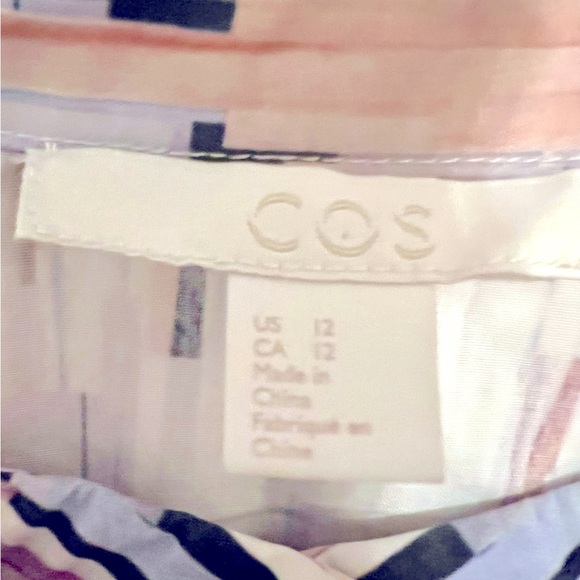 COS
US 12
CA 12
Made in
China
Fabriqué en
Chine